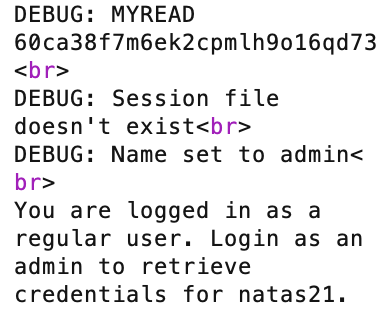 DEBUG: MYREAD
60ca38f7m6ek2cpmlh9o16qd73
<br>
DEBUG: Session file
doesn't exist<br>
DEBUG: Name set to admin<
br>
You are logged in as a
regular user. Login as an
admin to retrieve
credentials for natas21.